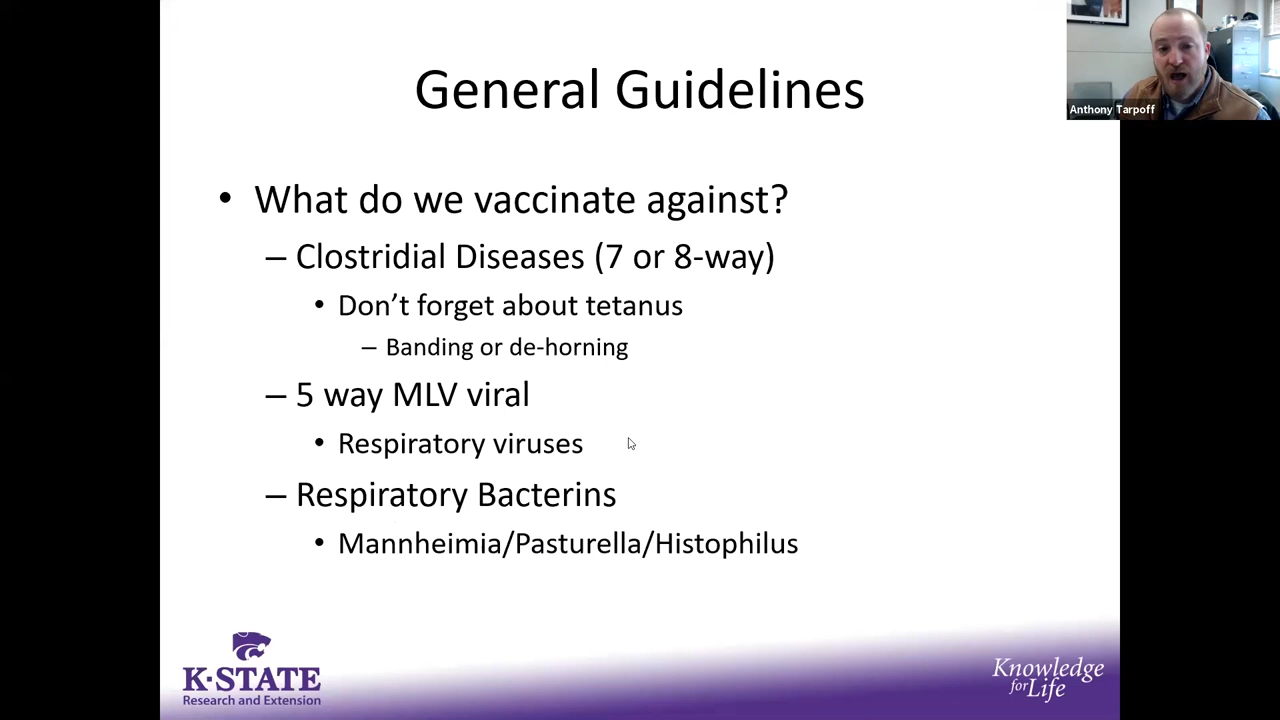 General Guidelines
Anthony Tarpoff
• What do we vaccinate against?
– Clostridial Diseases (7 or 8-way)
• Don’t forget about tetanus
– Banding or de-horning
– 5 way MLV viral
• Respiratory viruses
– Respiratory Bacterins
• Mannheimia/Pasturella/Histophilus
K-STATE
Research and Extension
Knowledge
for Life